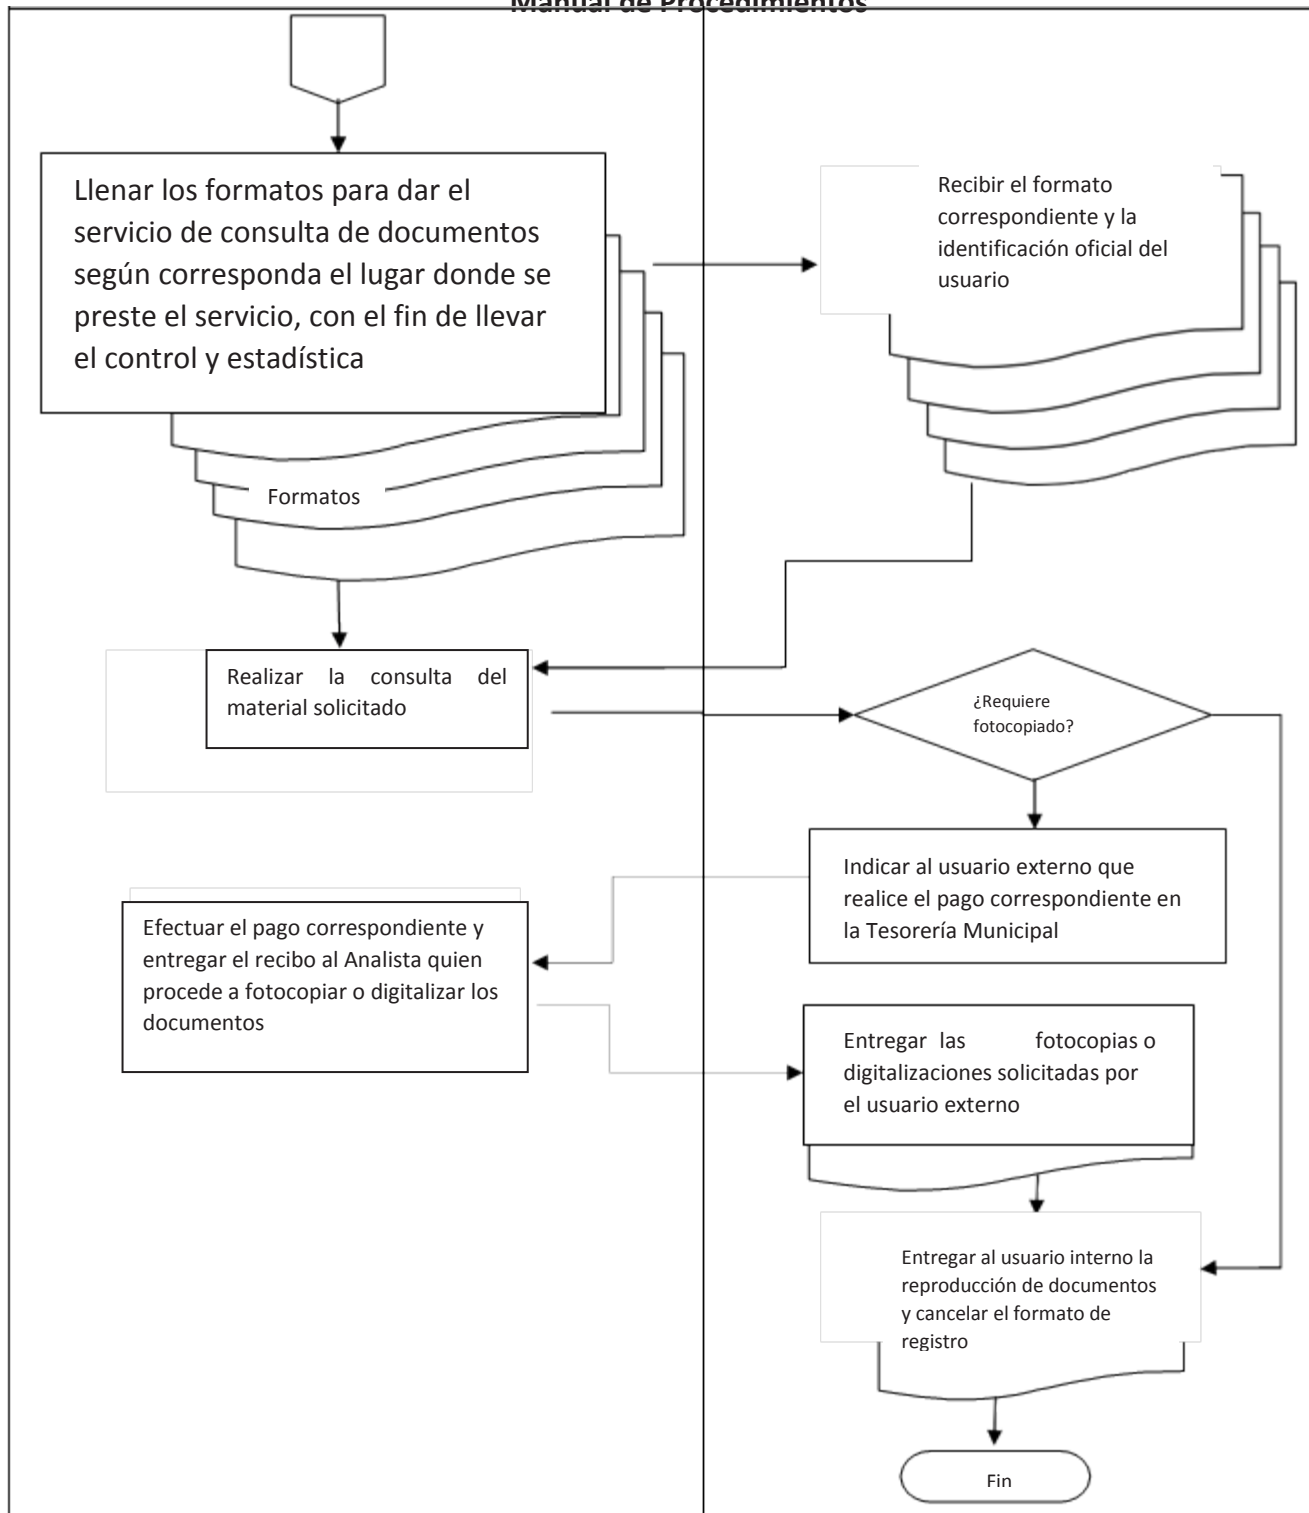 Manual de Procedimientos
Llenar los formatos para dar el
servicio de consulta de documentos
según corresponda el lugar donde se
preste el servicio, con el fin de llevar
el control y estadística
Formatos
Recibir el formato
correspondiente y la
identificación oficial del
usuario
Realizar la consulta del
material solicitado
¿Requiere
fotocopiado?
Indicar al usuario externo que
realice el pago correspondiente en
la Tesorería Municipal
Efectuar el pago correspondiente y
entregar el recibo al Analista quien
procede a fotocopiar o digitalizar los
documentos
Entregar las fotocopias o
digitalizaciones solicitadas por
el usuario externo
Entregar al usuario interno la
reproducción de documentos
y cancelar el formato de
registro
Fin